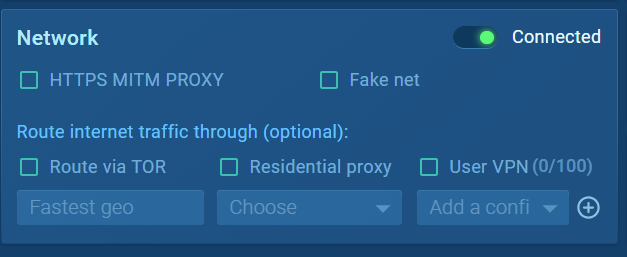 Network Connected
HTTPS MITM PROXY Fake net
Route internet traffic through (optional):
Route via TOR Residential proxy User VPN (0/100)
Fastest geo Choose Add a confi